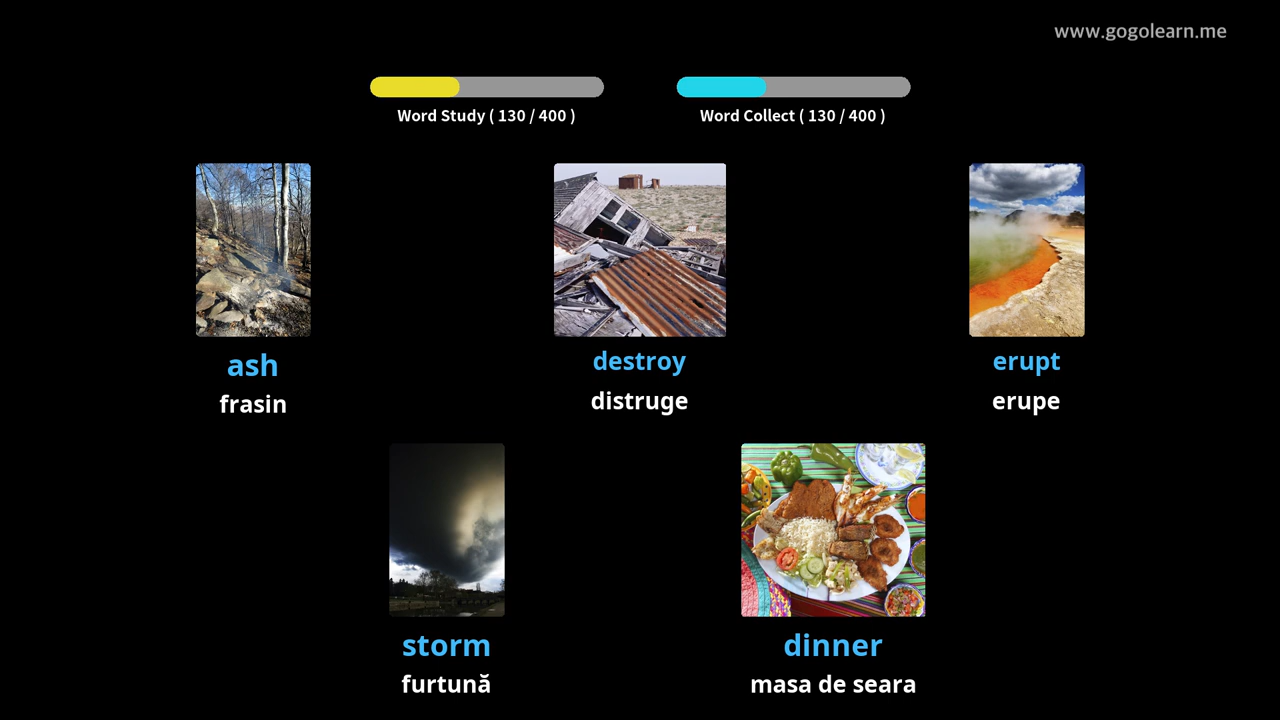 www.gogolearn.me
Word Study ( 130 / 400 )
Word Collect ( 130 / 400 )
ash
frasin
destroy
distruge
erupt
erupe
storm
furtună
dinner
masa de seara